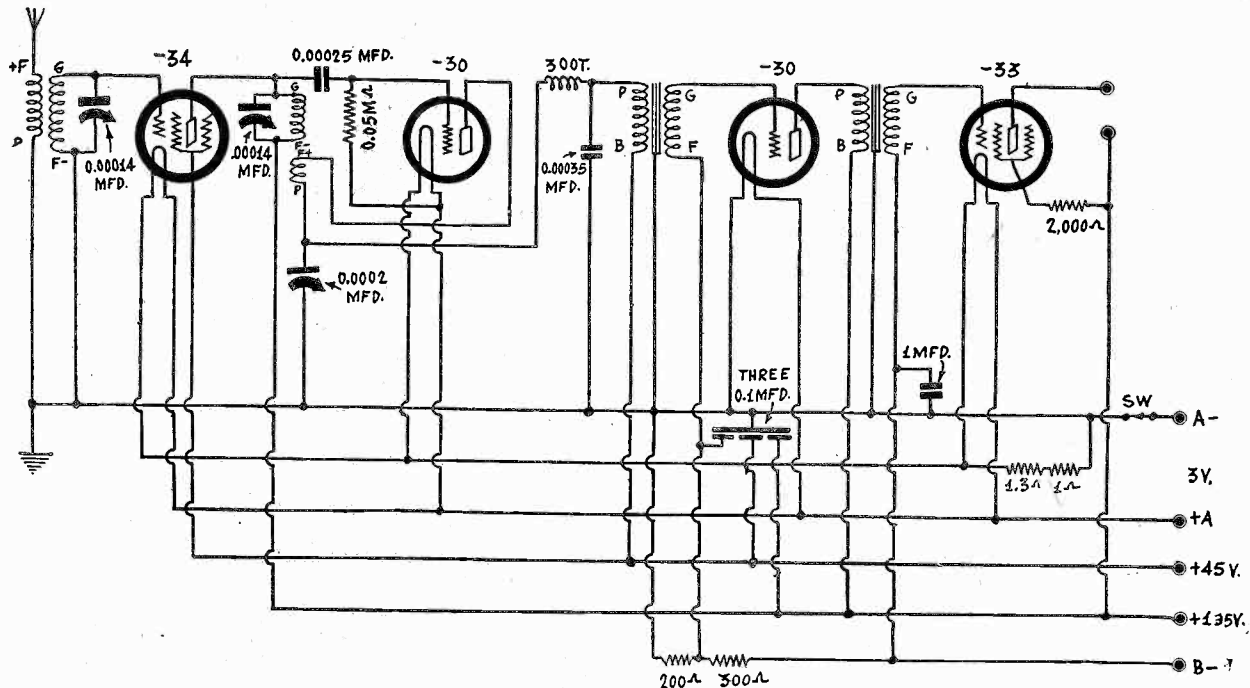 -34
0.00025 MFD.
-30
300T.
-30
-33
+F
G
P
F-
0.00014
MFD.
.00014
MFD.
G
F-
F+
P
0.05MΩ
0.0002
MFD.
0.00035
MFD.
P
B
G
F
P
B
G
F
2,000Ω
THREE
0.1MFD.
1MFD.
SW
A-
1.3Ω
1Ω
3V.
+A
+45V.
+135V.
200Ω
300Ω
B-